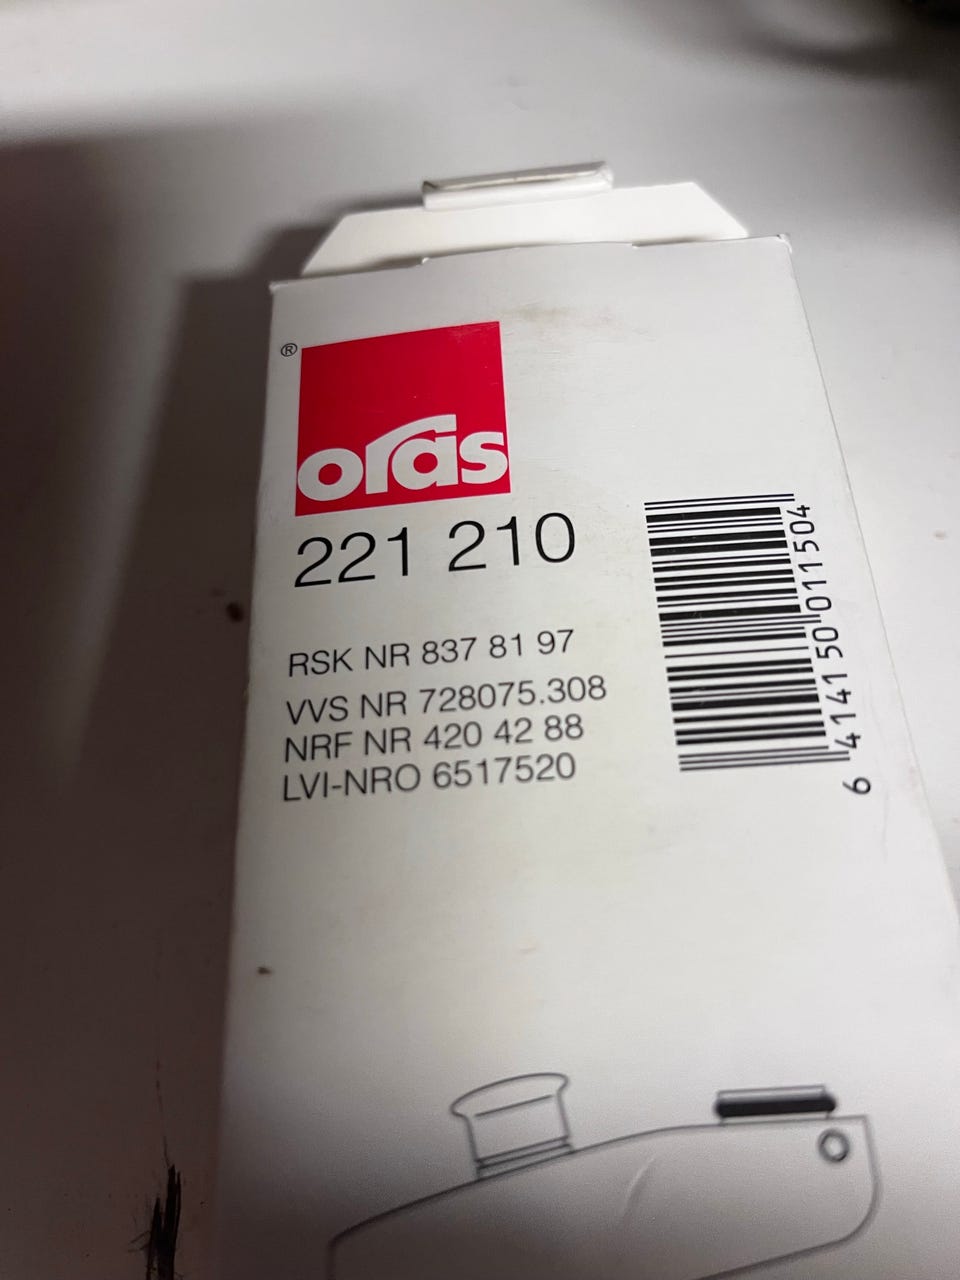 ®
oras
221 210
RSK NR 837 81 97
VVS NR 728075.308
NRF NR 420 42 88
LVI-NRO 6517520
6 414150 011504